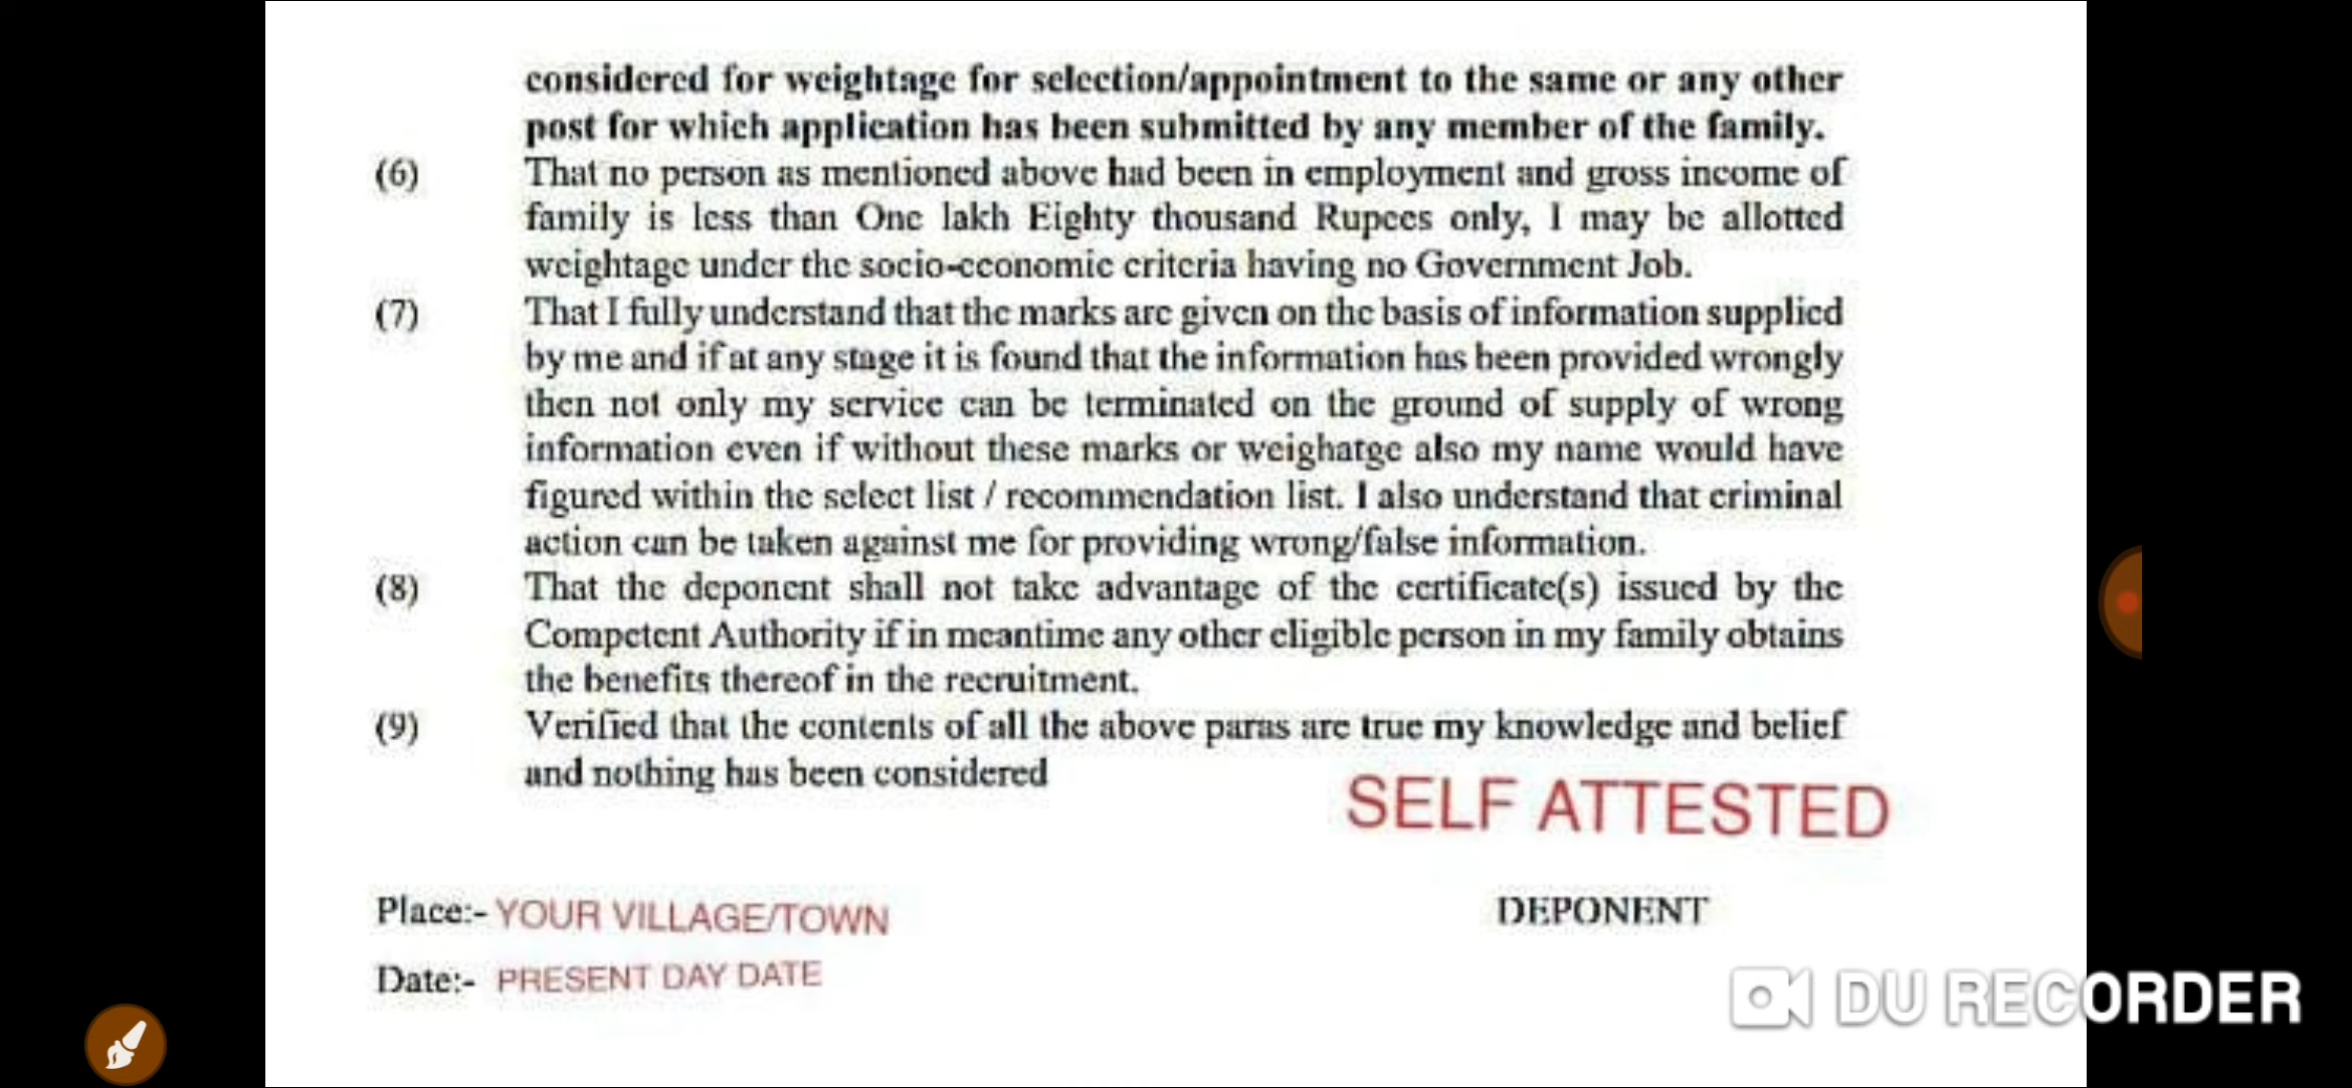 considered for weightage for selection/appointment to the same or any other
post for which application has been submitted by any member of the family.
(6) That no person as mentioned above had been in employment and gross income of
family is less than One lakh Eighty thousand Rupees only, I may be allotted
weightage under the socio-economic criteria having no Government Job.
(7) That I fully understand that the marks are given on the basis of information supplied
by me and if at any stage it is found that the information has been provided wrongly
then not only my service can be terminated on the ground of supply of wrong
information even if without these marks or weighatge also my name would have
figured within the select list / recommendation list. I also understand that criminal
action can be taken against me for providing wrong/false information.
(8) That the deponent shall not take advantage of the certificate(s) issued by the
Competent Authority if in meantime any other eligible person in my family obtains
the benefits thereof in the recruitment.
(9) Verified that the contents of all the above paras are true my knowledge and belief
and nothing has been considered
SELF ATTESTED
Place:- YOUR VILLAGE/TOWN
DEPONENT
Date:- PRESENT DAY DATE
DU RECORDER